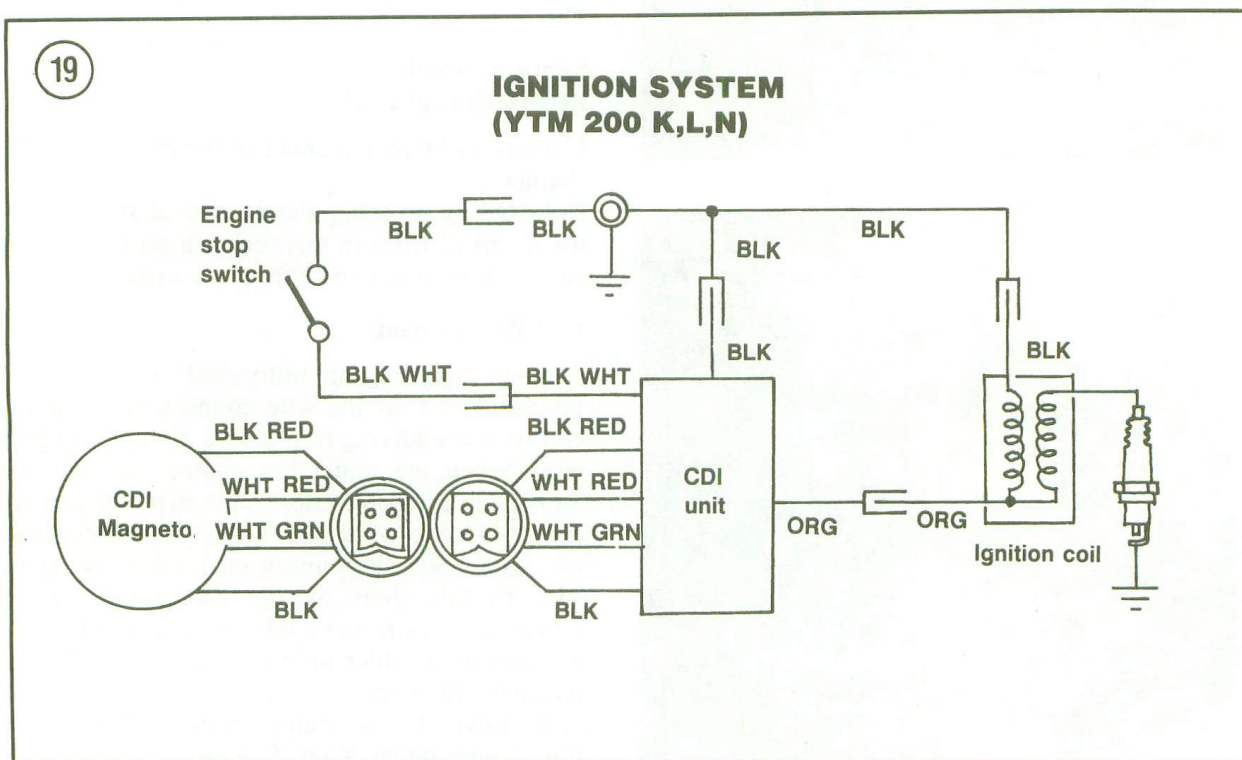 19
IGNITION SYSTEM
(YTM 200 K,L,N)
Engine
stop
switch
BLK
BLK
BLK
BLK
BLK
BLK
BLK WHT
BLK WHT
BLK RED
BLK RED
WHT RED
WHT RED
WHT GRN
WHT GRN
BLK
BLK
CDI
Magneto.
CDI
unit
ORG
ORG
Ignition coil